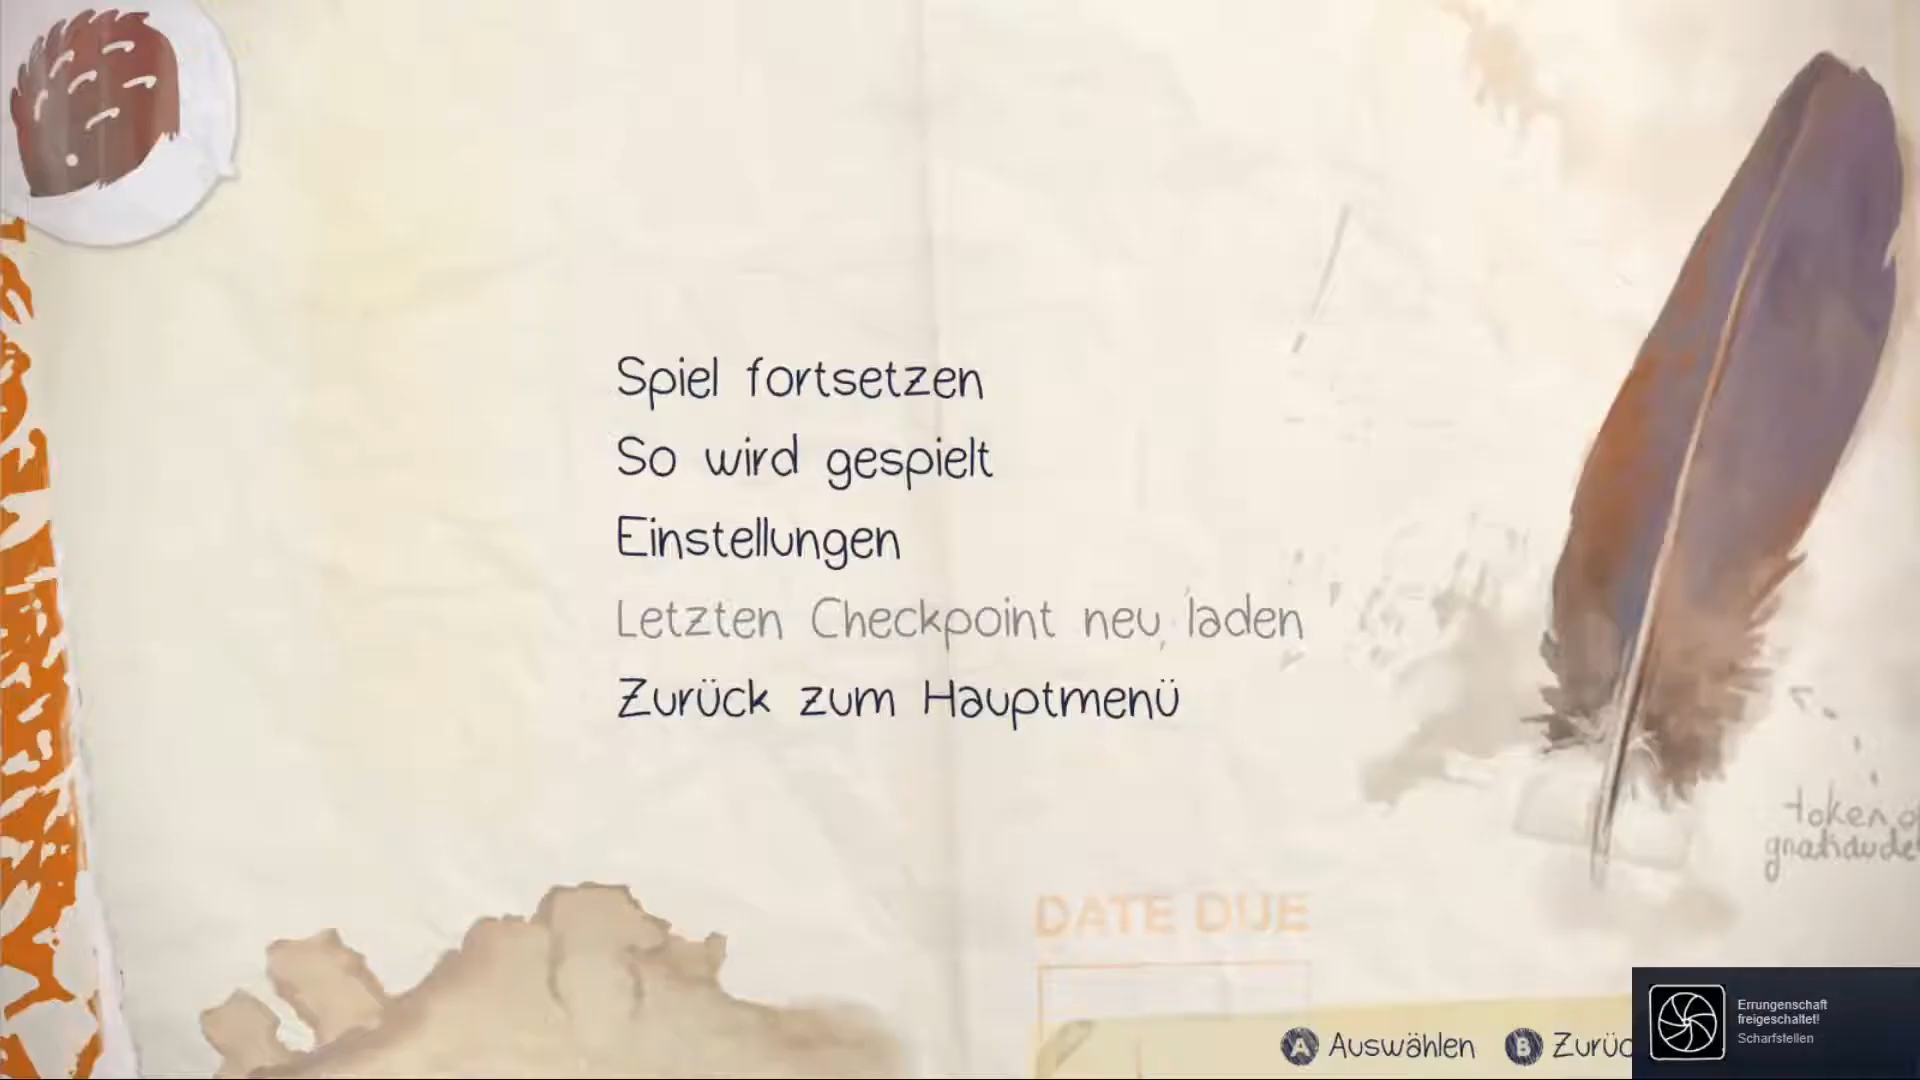 Spiel fortsetzen
So wird gespielt
Einstellungen
Letzten Checkpoint neu laden
Zurück zum Hauptmenü
token
DATE DUE
A Auswählen B Zurüc
Errungenschaft
freigeschaltet!
Scharfstellen